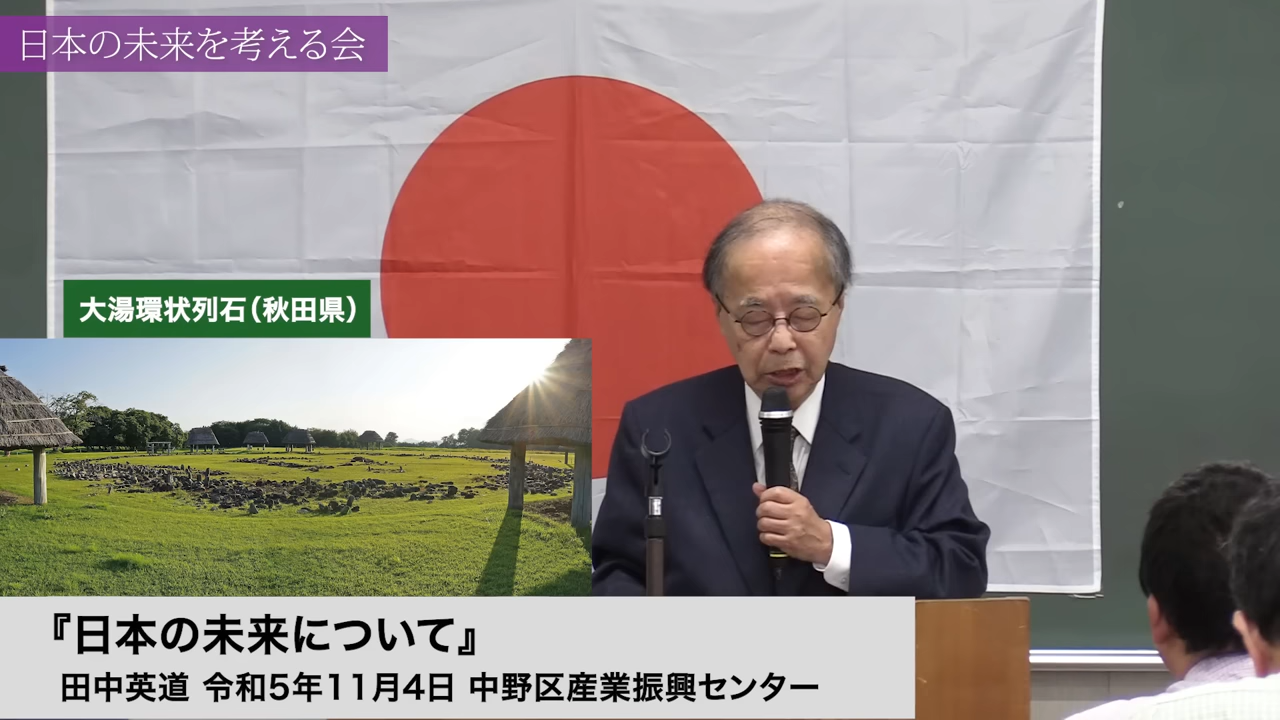 日本の未来を考える会
大湯環状列石(秋田県)
『日本の未来について』
田中英道 令和5年11月4日 中野区産業振興センター